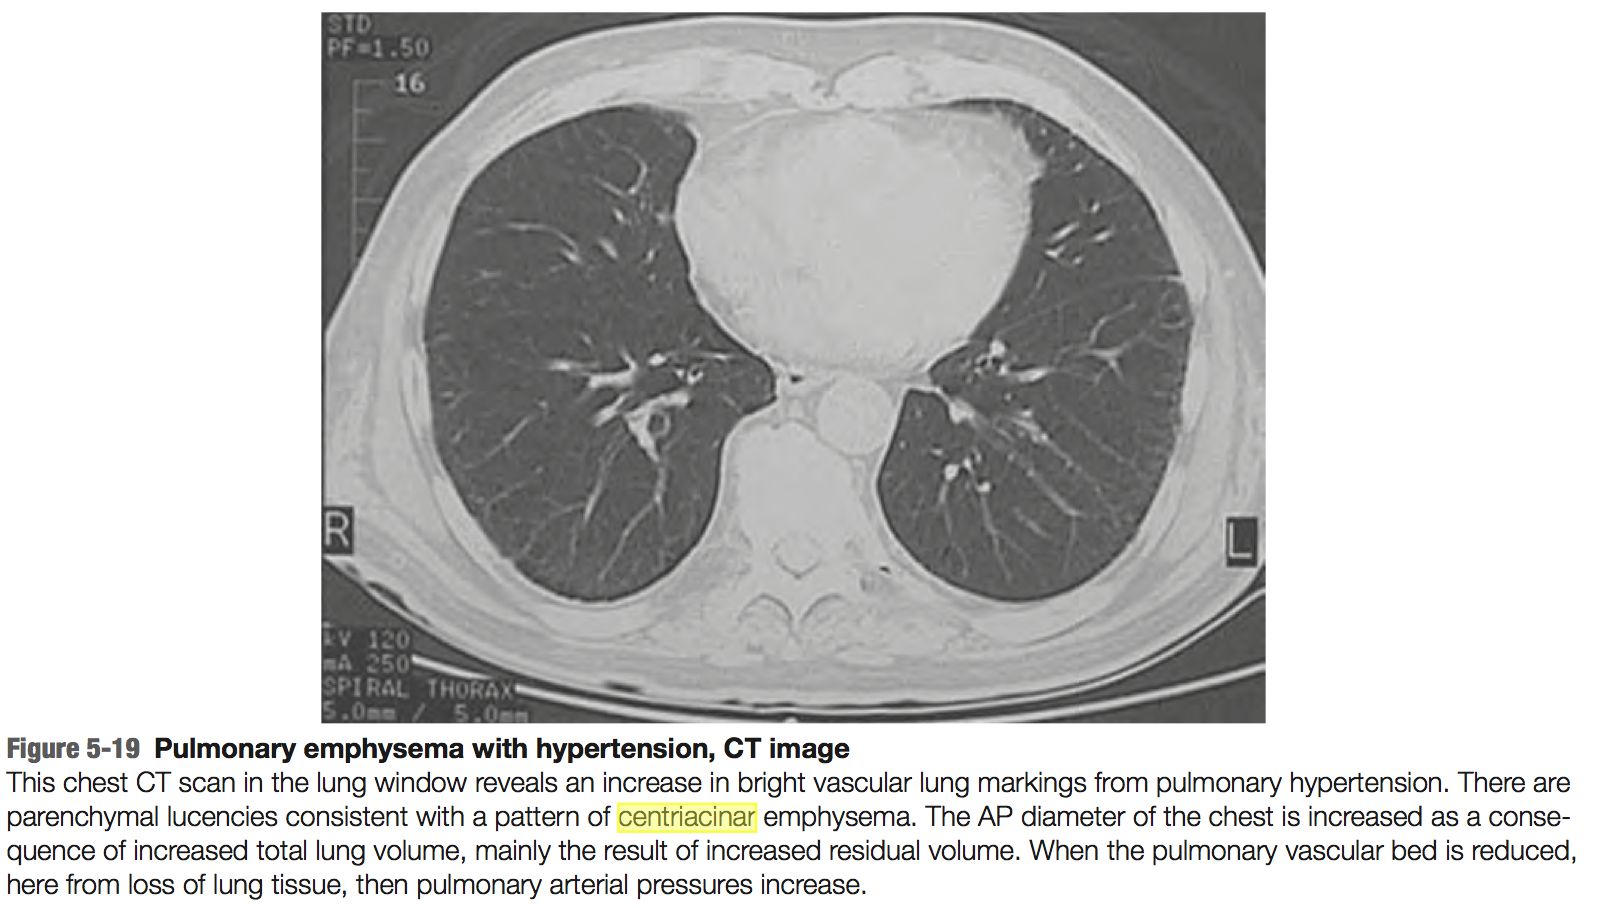 STD
PF=1.50
16
R
L
kV 120
mA 250
SPIRAL THORAX
5.0mm / 5.0mm
Figure 5-19 Pulmonary emphysema with hypertension, CT image
This chest CT scan in the lung window reveals an increase in bright vascular lung markings from pulmonary hypertension. There are
parenchymal lucencies consistent with a pattern of centriacinar emphysema. The AP diameter of the chest is increased as a conse-
quence of increased total lung volume, mainly the result of increased residual volume. When the pulmonary vascular bed is reduced,
here from loss of lung tissue, then pulmonary arterial pressures increase.